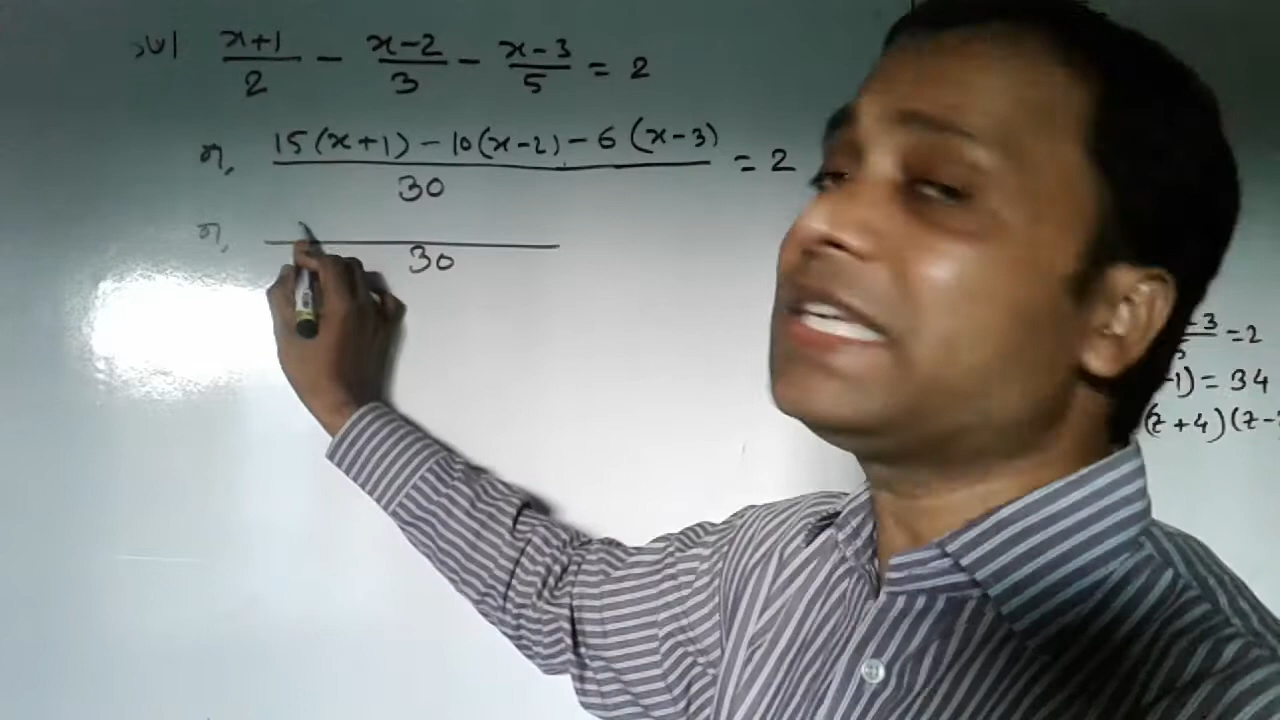 (x+1)/2 - (x-2)/3 - (x-3)/5 = 2
(15(x+1) - 10(x-2) - 6(x-3))/30 = 2
30
-3/5 = 2
-1) = 34
(z+4)(z-